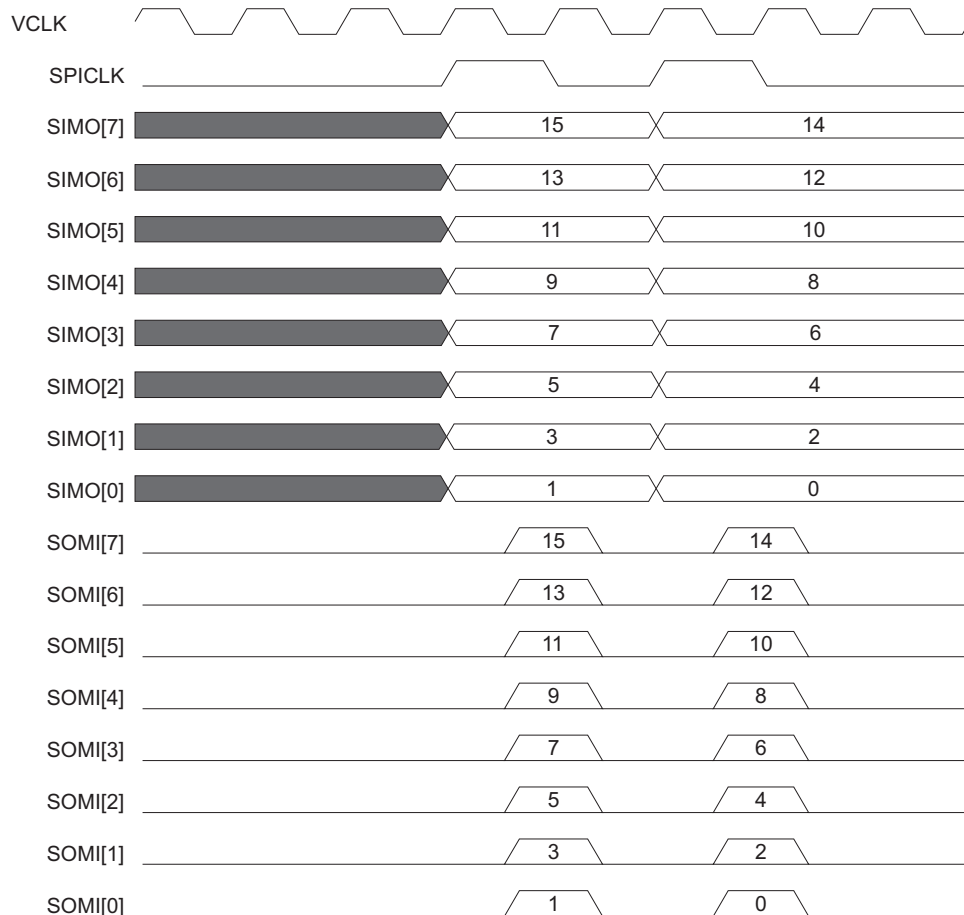 VCLK
SPICLK
SIMO[7] 15 14
SIMO[6] 13 12
SIMO[5] 11 10
SIMO[4] 9 8
SIMO[3] 7 6
SIMO[2] 5 4
SIMO[1] 3 2
SIMO[0] 1 0
SOMI[7] 15 14
SOMI[6] 13 12
SOMI[5] 11 10
SOMI[4] 9 8
SOMI[3] 7 6
SOMI[2] 5 4
SOMI[1] 3 2
SOMI[0] 1 0